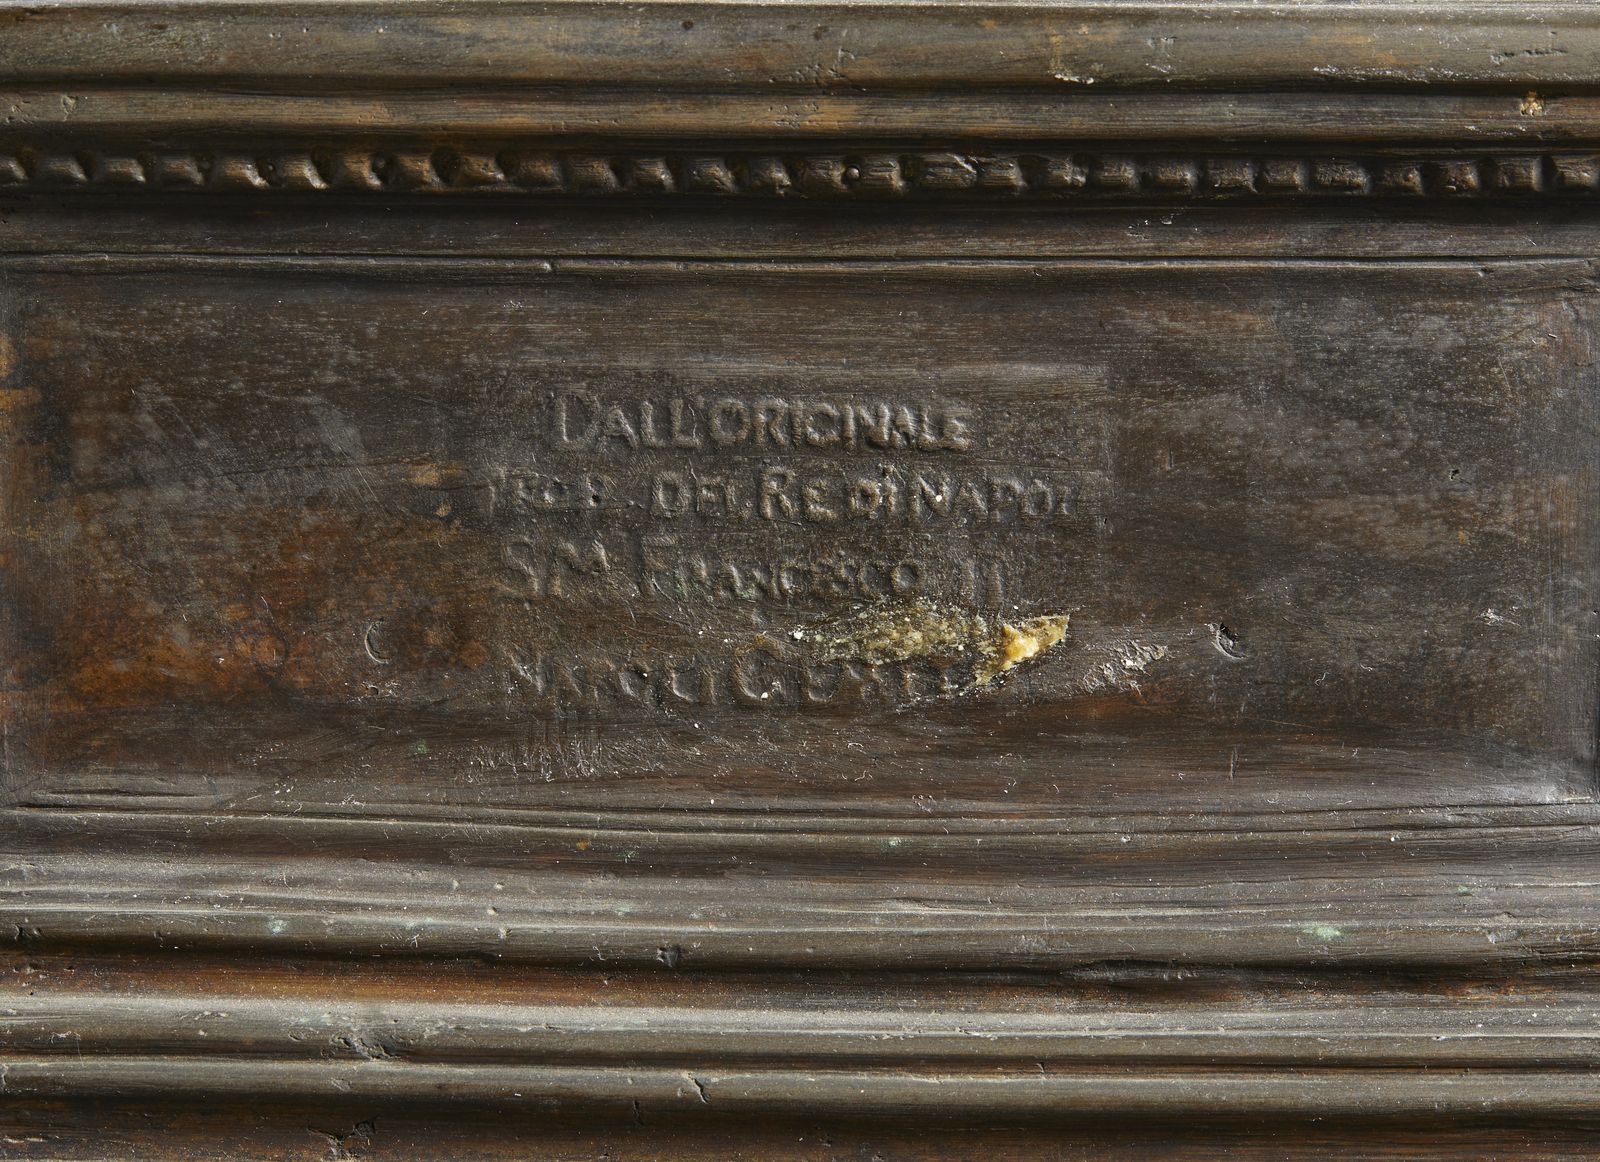 DALL'ORIGINALE
DEL RE DI NAPOLI
SM FRANCESCO II
NAPOLI